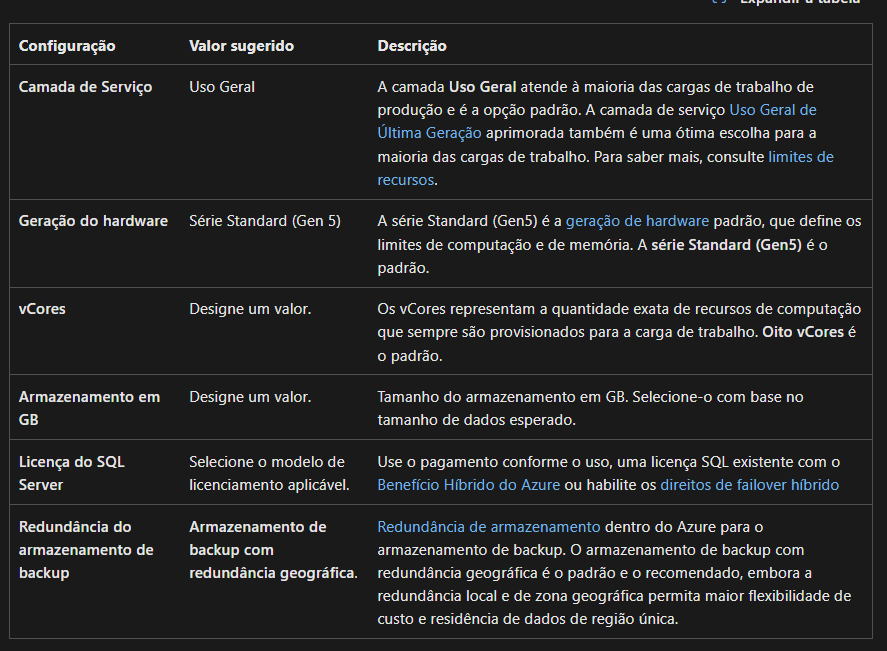 Expandir a tabela
Configuração Valor sugerido Descrição
Camada de Serviço Uso Geral A camada Uso Geral atende à maioria das cargas de trabalho de
produção e é a opção padrão. A camada de serviço Uso Geral de
Última Geração aprimorada também é uma ótima escolha para a
maioria das cargas de trabalho. Para saber mais, consulte limites de
recursos.
Geração do hardware Série Standard (Gen 5) A série Standard (Gen5) é a geração de hardware padrão, que define os
limites de computação e de memória. A série Standard (Gen5) é o
padrão.
vCores Designe um valor. Os vCores representam a quantidade exata de recursos de computação
que sempre são provisionados para a carga de trabalho. Oito vCores é
o padrão.
Armazenamento em Designe um valor. Tamanho do armazenamento em GB. Selecione-o com base no
GB tamanho de dados esperado.
Licença do SQL Selecione o modelo de Use o pagamento conforme o uso, uma licença SQL existente com o
Server licenciamento aplicável. Benefício Híbrido do Azure ou habilite os direitos de failover híbrido
Redundância do Armazenamento de Redundância de armazenamento dentro do Azure para o
armazenamento de backup com armazenamento de backup. O armazenamento de backup com
backup redundância geográfica. redundância geográfica é o padrão e o recomendado, embora a
redundância local e de zona geográfica permita maior flexibilidade de
custo e residência de dados de região única.